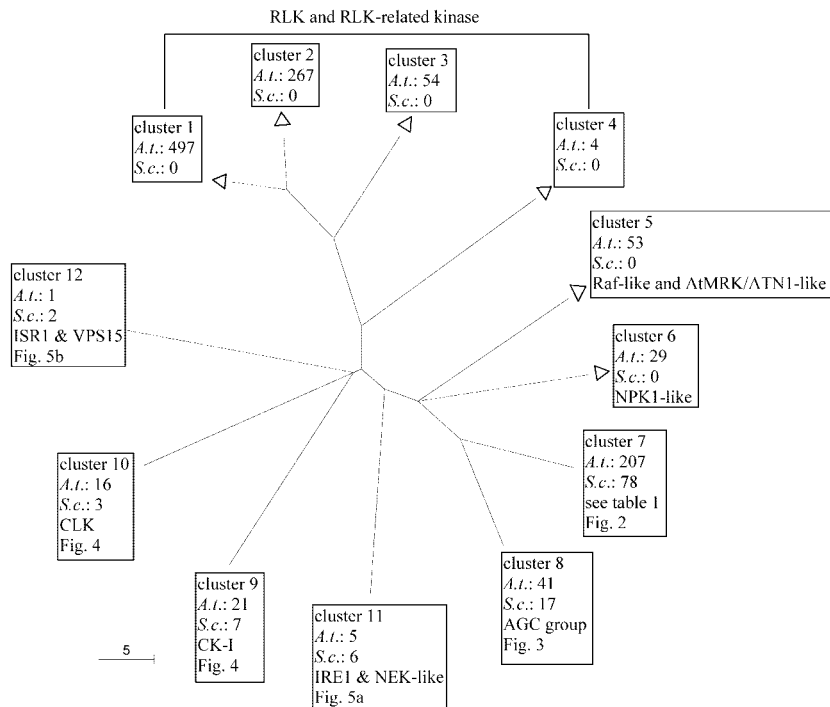 RLK and RLK-related kinase
cluster 2
A.t.: 267
S.c.: 0
cluster 3
A.t.: 54
S.c.: 0
cluster 1
A.t.: 497
S.c.: 0
cluster 4
A.t.: 4
S.c.: 0
cluster 5
A.t.: 53
S.c.: 0
Raf-like and AtMRK/ATN1-like
cluster 12
A.t.: 1
S.c.: 2
ISR1 & VPS15
Fig. 5b
cluster 6
A.t.: 29
S.c.: 0
NPK1-like
cluster 7
A.t.: 207
S.c.: 78
see table 1
Fig. 2
cluster 10
A.t.: 16
S.c.: 3
CLK
Fig. 4
cluster 8
A.t.: 41
S.c.: 17
AGC group
Fig. 3
cluster 9
A.t.: 21
S.c.: 7
CK-I
Fig. 4
cluster 11
A.t.: 5
S.c.: 6
IRE1 & NEK-like
Fig. 5a
5